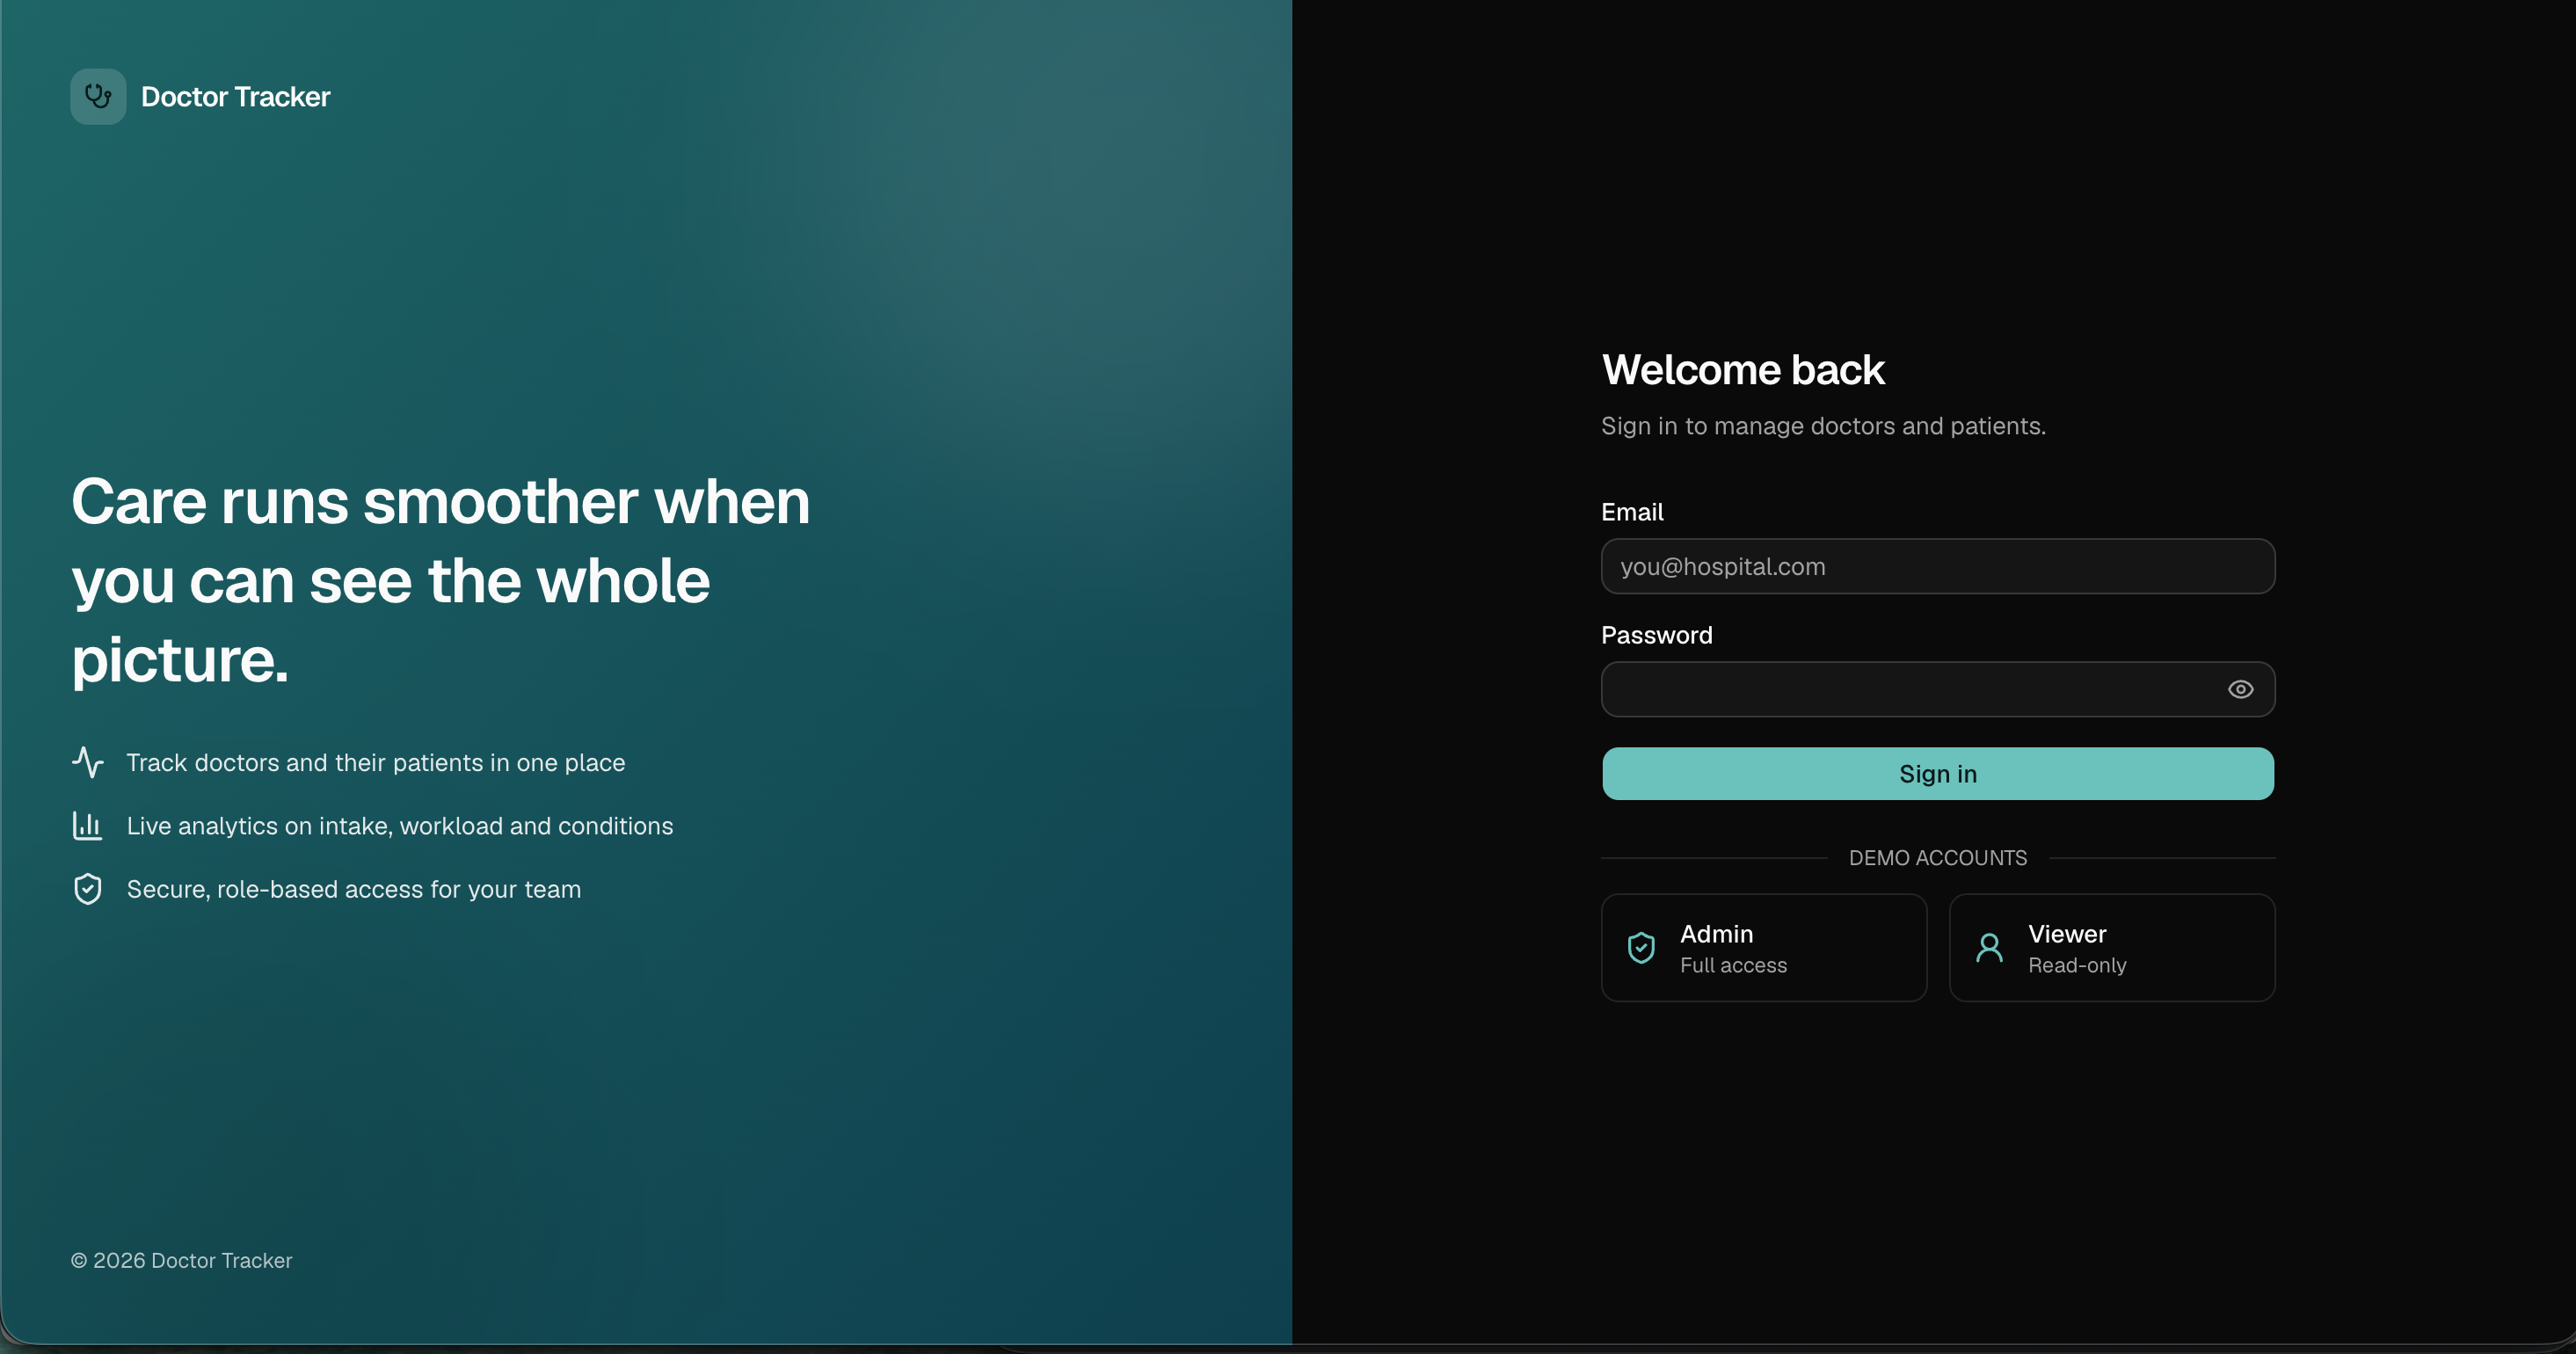 Doctor Tracker
Care runs smoother when
you can see the whole
picture.
Track doctors and their patients in one place
Live analytics on intake, workload and conditions
Secure, role-based access for your team
© 2026 Doctor Tracker
Welcome back
Sign in to manage doctors and patients.
Email
you@hospital.com
Password
Sign in
DEMO ACCOUNTS
Admin
Full access
Viewer
Read-only